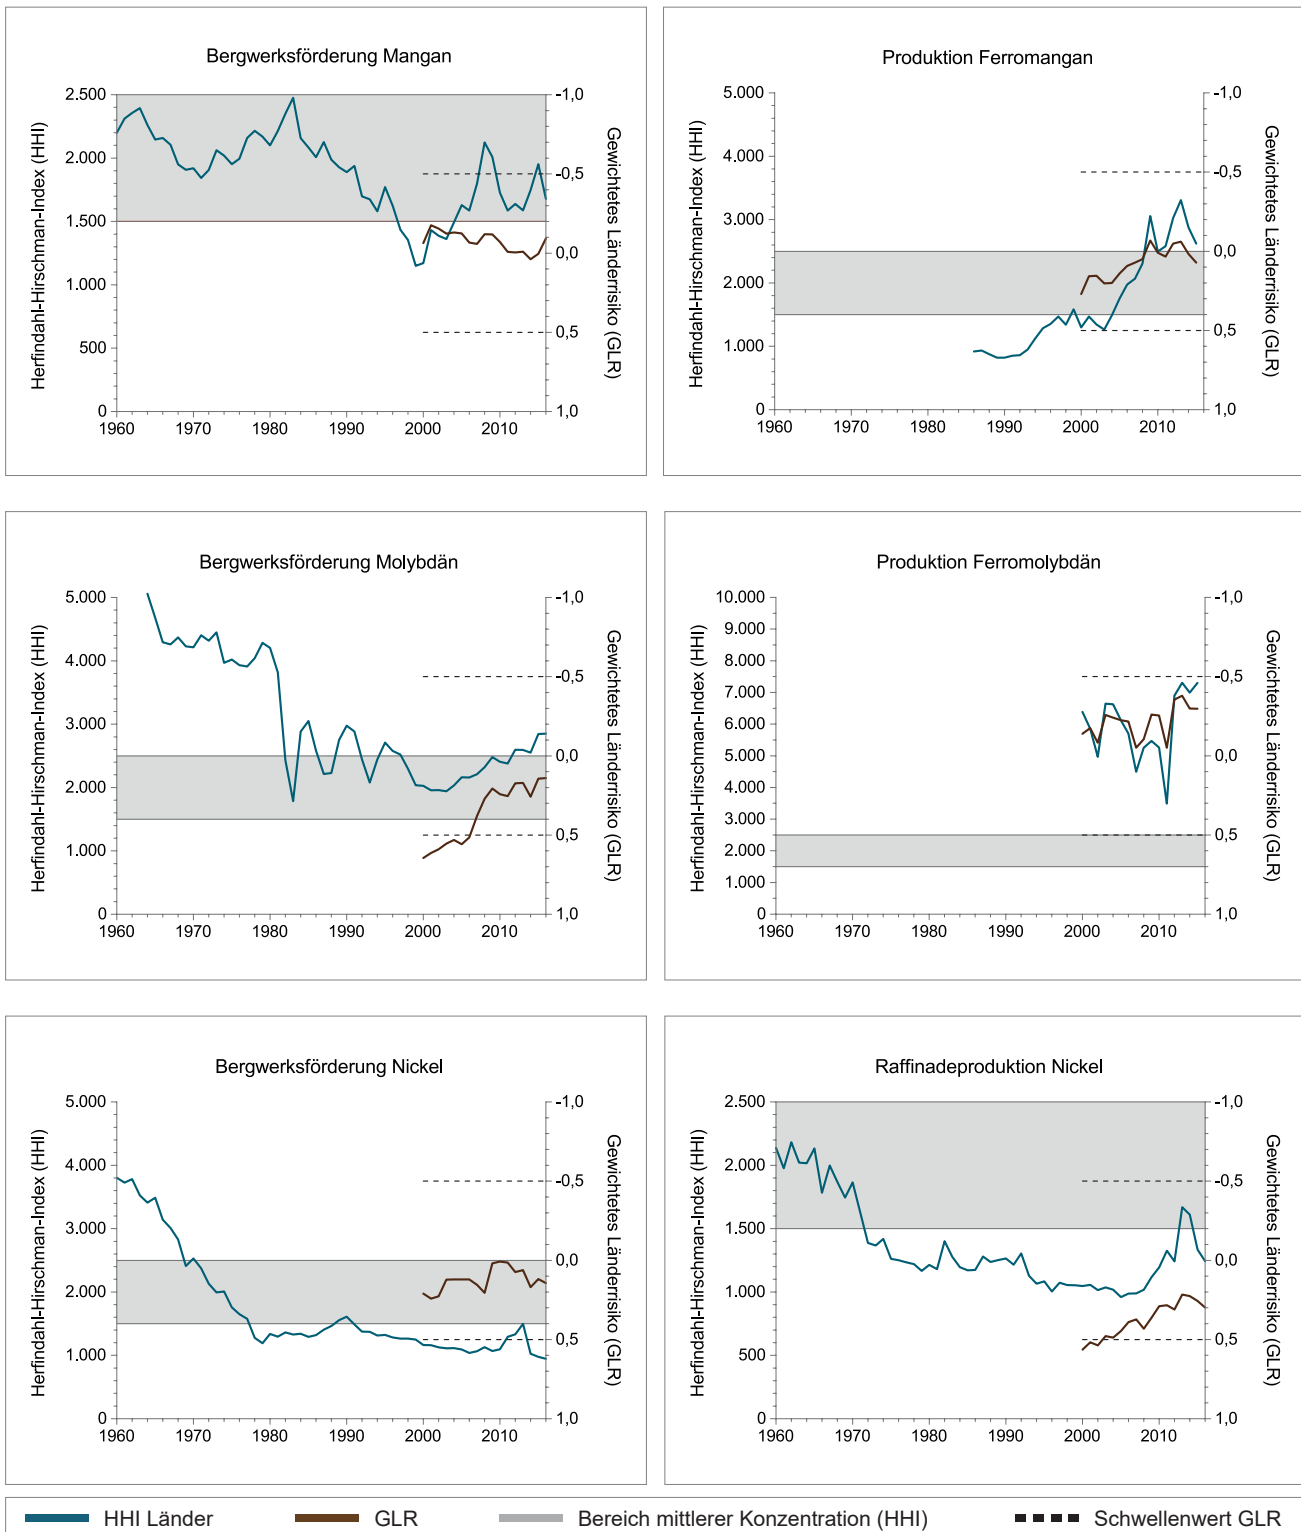 Bergwerksförderung Mangan
Herfindahl-Hirschman-Index (HHI)
2.500
2.000
1.500
1.000
500
0
-1,0
-0,5
0,0
0,5
1,0
Gewichtetes Länderrisiko (GLR)
1960 1970 1980 1990 2000 2010
Produktion Ferromangan
Herfindahl-Hirschman-Index (HHI)
5.000
4.000
3.000
2.000
1.000
0
-1,0
-0,5
0,0
0,5
1,0
Gewichtetes Länderrisiko (GLR)
1960 1970 1980 1990 2000 2010
Bergwerksförderung Molybdän
Herfindahl-Hirschman-Index (HHI)
5.000
4.000
3.000
2.000
1.000
0
-1,0
-0,5
0,0
0,5
1,0
Gewichtetes Länderrisiko (GLR)
1960 1970 1980 1990 2000 2010
Produktion Ferromolybdän
Herfindahl-Hirschman-Index (HHI)
10.000
9.000
8.000
7.000
6.000
5.000
4.000
3.000
2.000
1.000
0
-1,0
-0,5
0,0
0,5
1,0
Gewichtetes Länderrisiko (GLR)
1960 1970 1980 1990 2000 2010
Bergwerksförderung Nickel
Herfindahl-Hirschman-Index (HHI)
5.000
4.000
3.000
2.000
1.000
0
-1,0
-0,5
0,0
0,5
1,0
Gewichtetes Länderrisiko (GLR)
1960 1970 1980 1990 2000 2010
Raffinadeproduktion Nickel
Herfindahl-Hirschman-Index (HHI)
2.500
2.000
1.500
1.000
500
0
-1,0
-0,5
0,0
0,5
1,0
Gewichtetes Länderrisiko (GLR)
1960 1970 1980 1990 2000 2010
HHI Länder GLR Bereich mittlerer Konzentration (HHI) Schwellenwert GLR